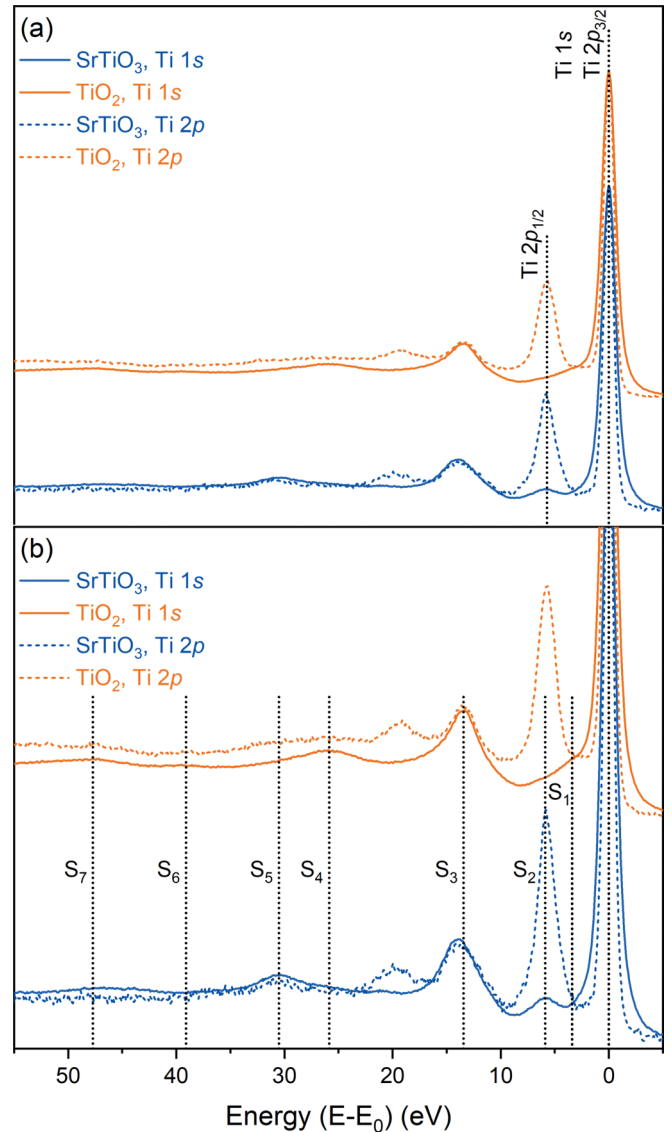 (a)
SrTiO₃, Ti 1s
TiO₂, Ti 1s
SrTiO₃, Ti 2p
TiO₂, Ti 2p
Ti 2p₁/₂
Ti 1s
Ti 2p₃/₂
(b)
SrTiO₃, Ti 1s
TiO₂, Ti 1s
SrTiO₃, Ti 2p
TiO₂, Ti 2p
S₇
S₆
S₅
S₄
S₃
S₂
S₁
50
40
30
20
10
0
Energy (E-E₀) (eV)